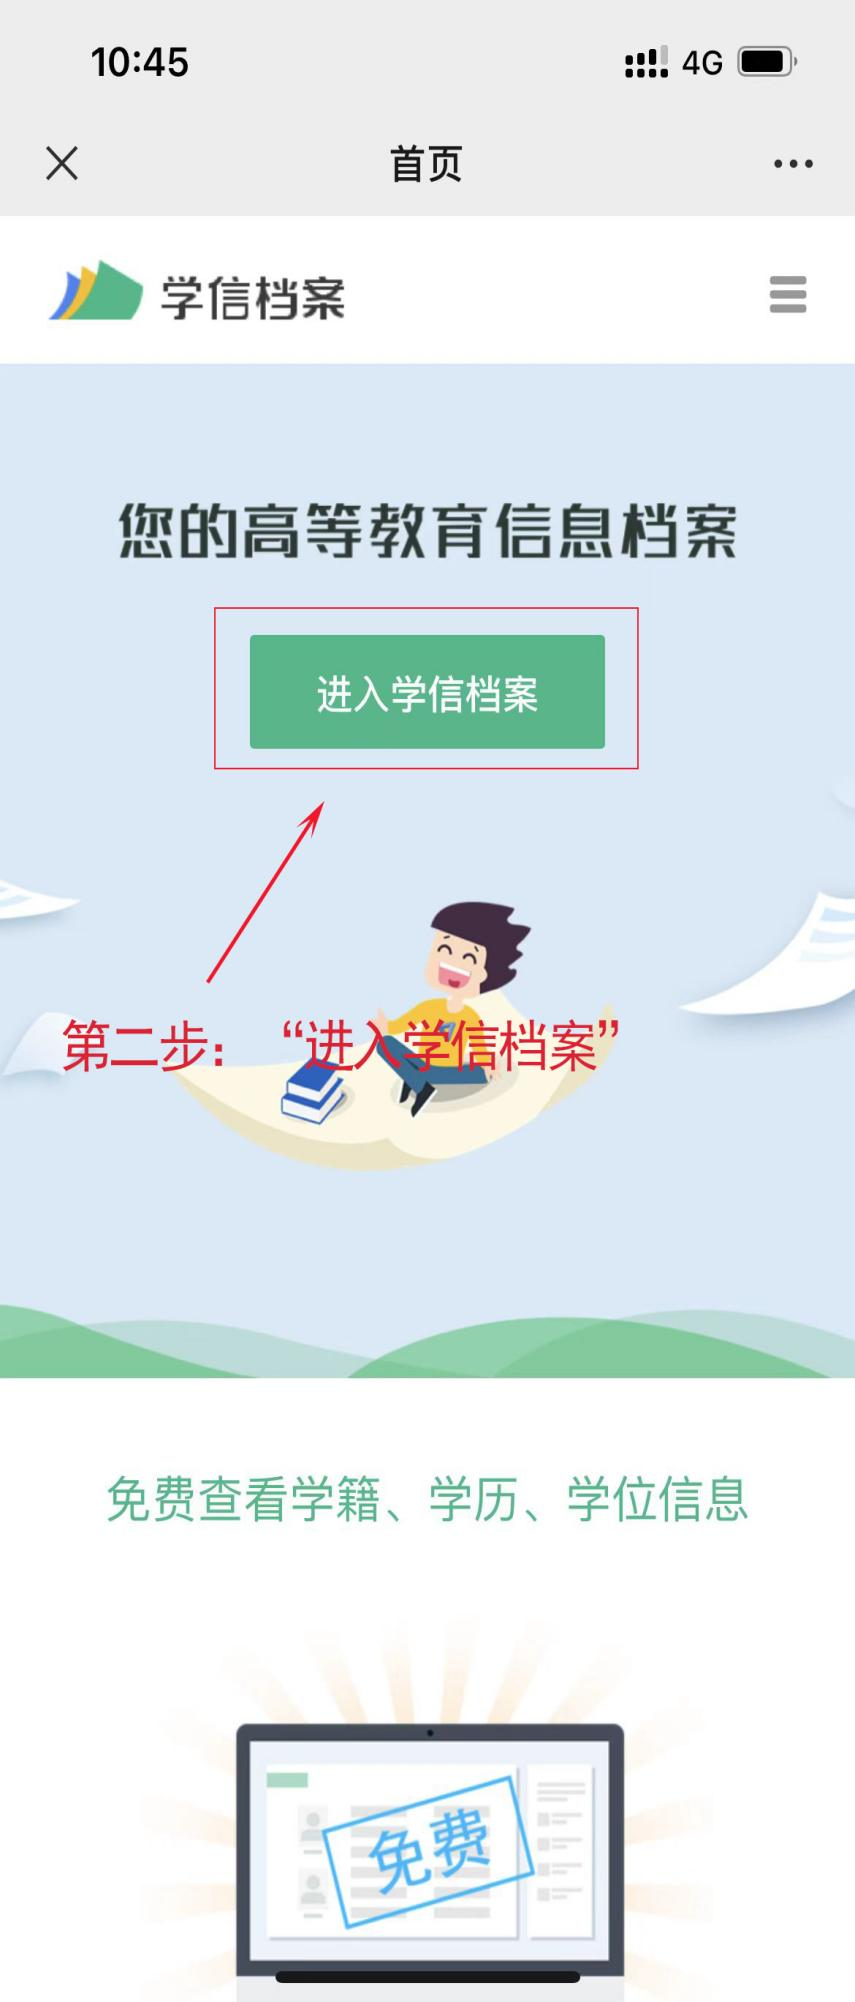 10:45 4G
首页
学信档案
您的高等教育信息档案
进入学信档案
第二步：“进入学信档案”
免费查看学籍、学历、学位信息
免费